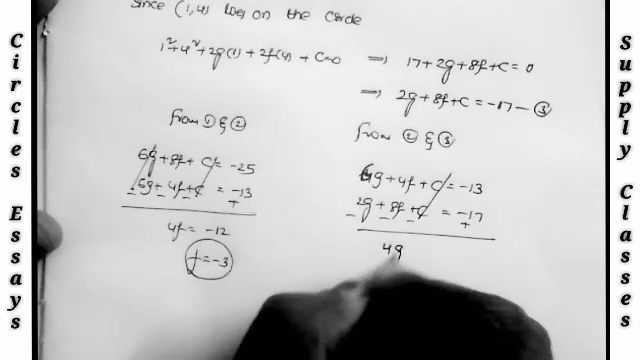 Since (1,4) lies on the circle
1²+4²+2g(1)+2f(4)+c=0 ⟹ 17+2g+8f+c=0
⟹ 2g+8f+c=-17-③
from ①&②
from ②&③
6g+8f+c=-25
6g+4f+c=-13
4f=-12
f=-3
6g+4f+c=-13
2g+8f+c=-17
4g
Circles Essays
Supply Classes